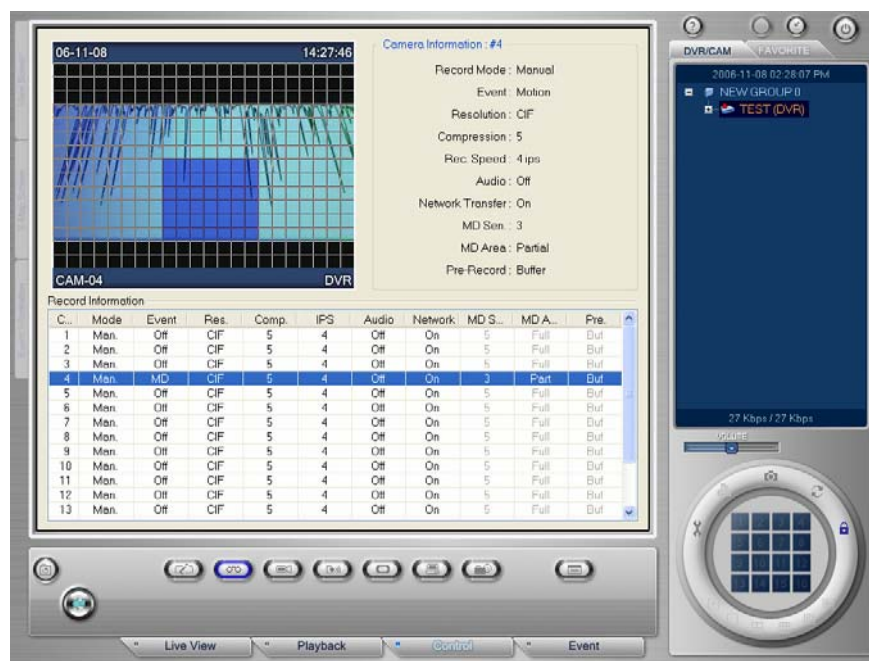 06-11-08 14:27:46
CAM-04 DVR
Camera Information : #4
Record Mode : Manual
Event : Motion
Resolution : CIF
Compression : 5
Rec. Speed : 4 ips
Audio : Off
Network Transfer : On
MD Sen. : 3
MD Area : Partial
Pre-Record : Buffer
Record Information
C... Mode Event Res. Comp. IPS Audio Network MD S... MD A... Pre.
1 Man. Off CIF 5 4 Off On 5 Full Buf
2 Man. Off CIF 5 4 Off On 5 Full Buf
3 Man. Off CIF 5 4 Off On 5 Full Buf
4 Man. MD CIF 5 4 Off On 3 Part Buf
5 Man. Off CIF 5 4 Off On 5 Full Buf
6 Man. Off CIF 5 4 Off On 5 Full Buf
7 Man. Off CIF 5 4 Off On 5 Full Buf
8 Man. Off CIF 5 4 Off On 5 Full Buf
9 Man. Off CIF 5 4 Off On 5 Full Buf
10 Man. Off CIF 5 4 Off On 5 Full Buf
11 Man. Off CIF 5 4 Off On 5 Full Buf
12 Man. Off CIF 5 4 Off On 5 Full Buf
13 Man. Off CIF 5 4 Off On 5 Full Buf
DVR/CAM FAVORITE
2006-11-08 02:28:07 PM
NEW GROUP 0
TEST (DVR)
27 Kbps / 27 Kbps
VOLUME
1 2 3 4
Live View Playback Control Event